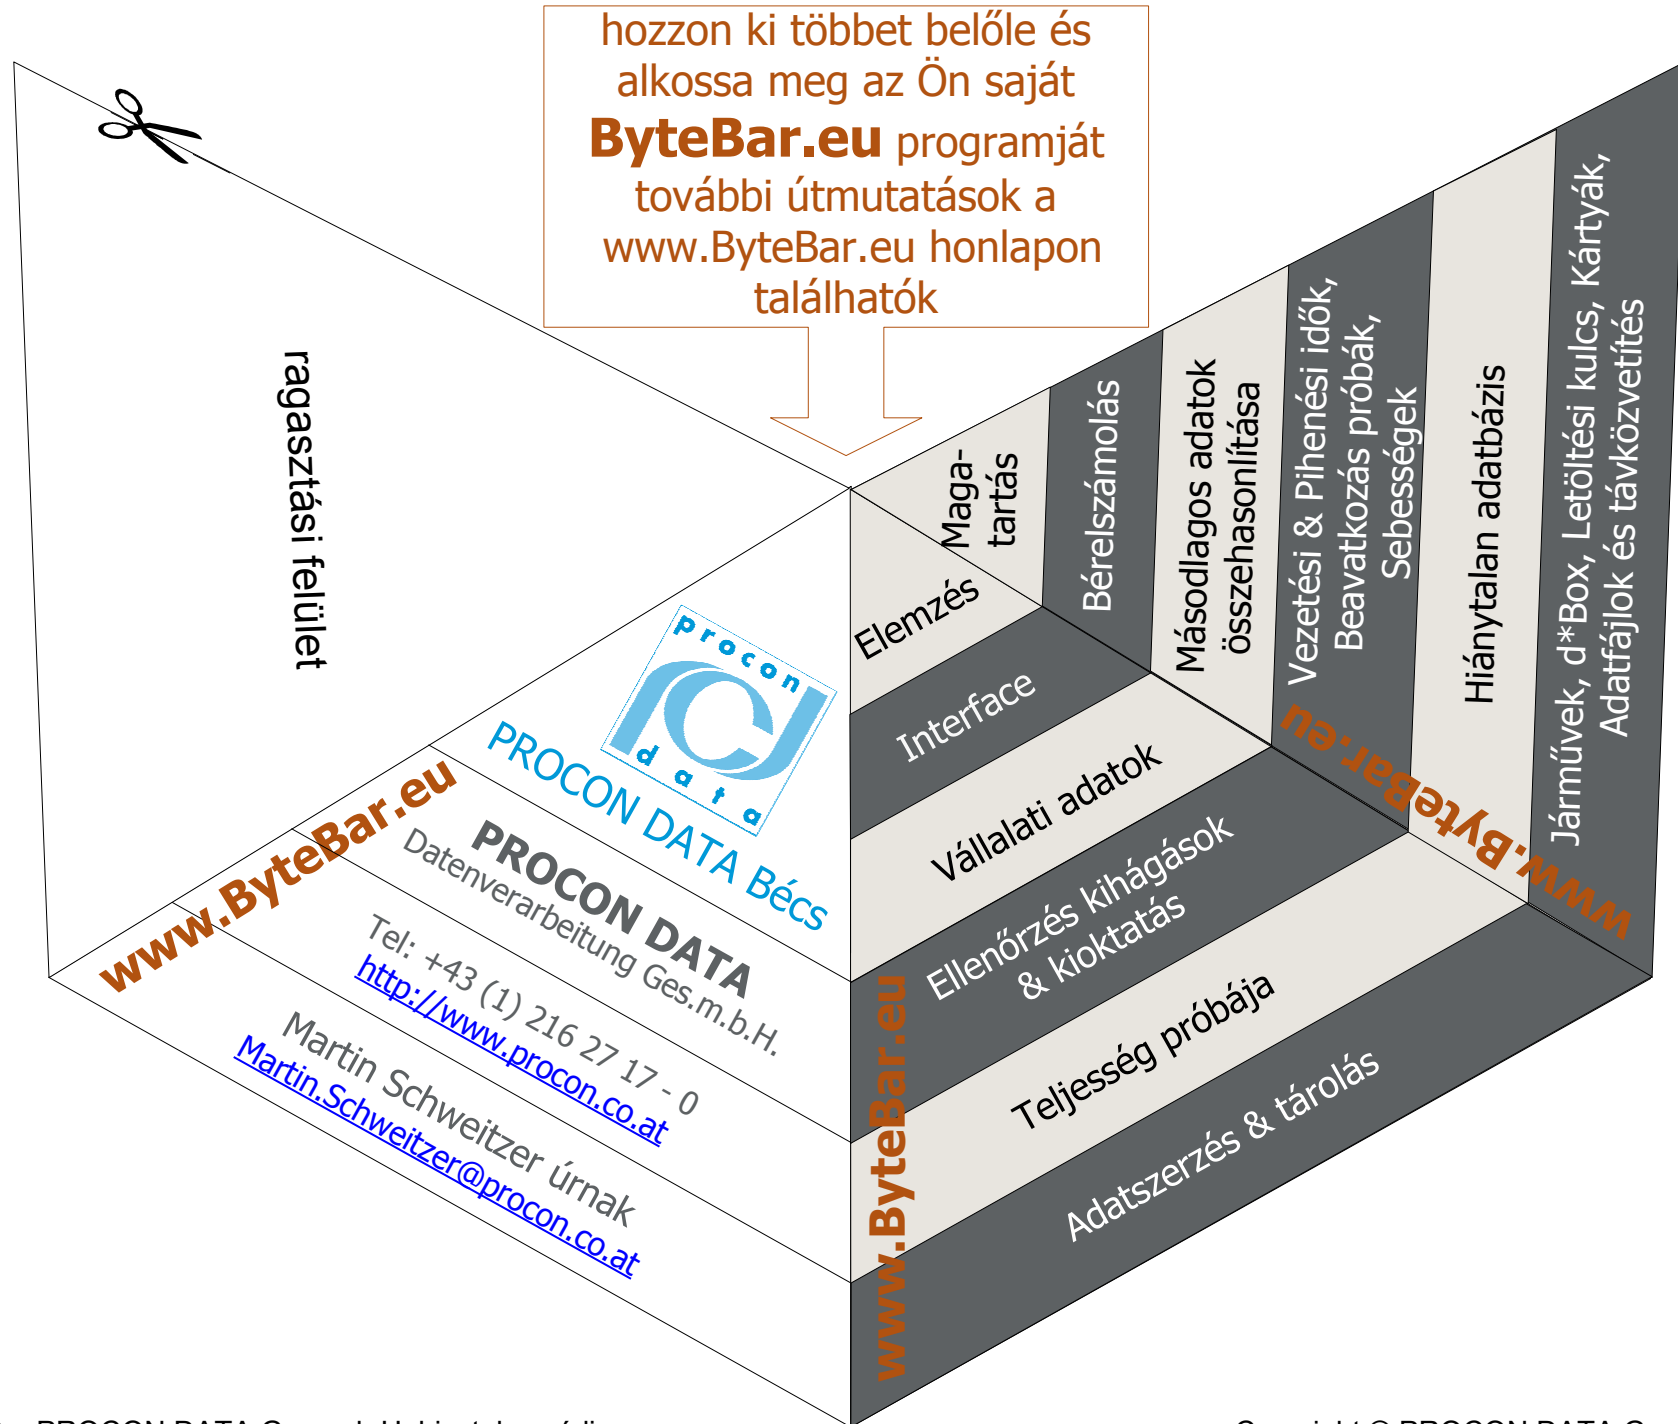 hozzon ki többet belőle és
alkossa meg az Ön saját
ByteBar.eu programját
további útmutatások a
www.ByteBar.eu honlapon
találhatók
ragasztási felület
procon
data
PROCON DATA Bécs
PROCON DATA
Datenverarbeitung Ges.m.b.H.
Tel: +43 (1) 216 27 17 - 0
http://www.procon.co.at
Martin Schweitzer úrnak
Martin.Schweitzer@procon.co.at
www.ByteBar.eu
Elemzés
Interface
Vállalati adatok
Ellenőrzés kihágások
& kioktatás
Teljesség próbája
Adatszerzés & tárolás
www.ByteBar.eu
Maga-
tartás
Bérelszámolás
Másodlagos adatok
összehasonlítása
Vezetési & Pihenési idők,
Beavatkozás próbák,
Sebességek
Hiánytalan adatbázis
Járművek, d*Box, Letöltési kulcs, Kártyák,
Adatfájlok és távközvetítés
www.ByteBar.eu